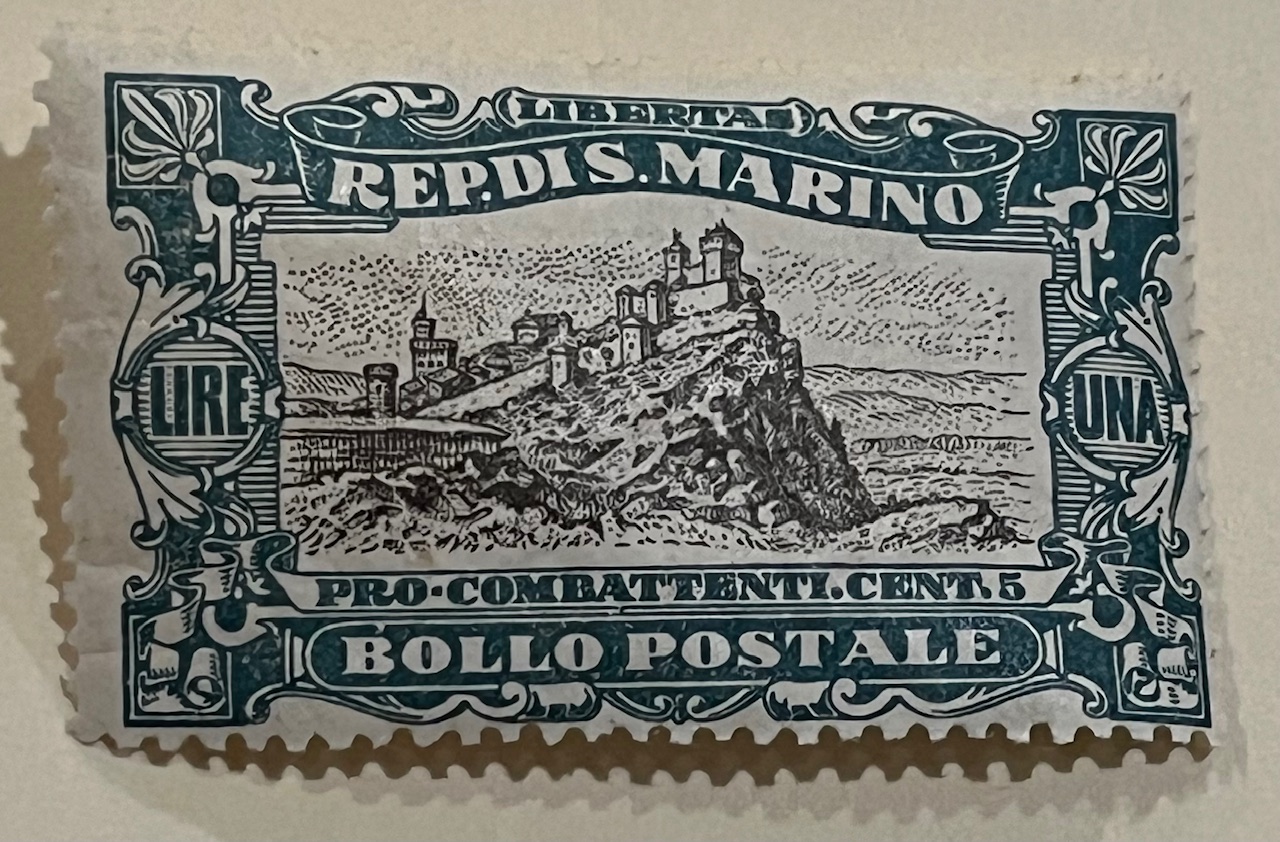 LIBERTAS
REP. DI S. MARINO
LIRE
UNA
PRO-COMBATTENTI. CENT. 5
BOLLO POSTALE